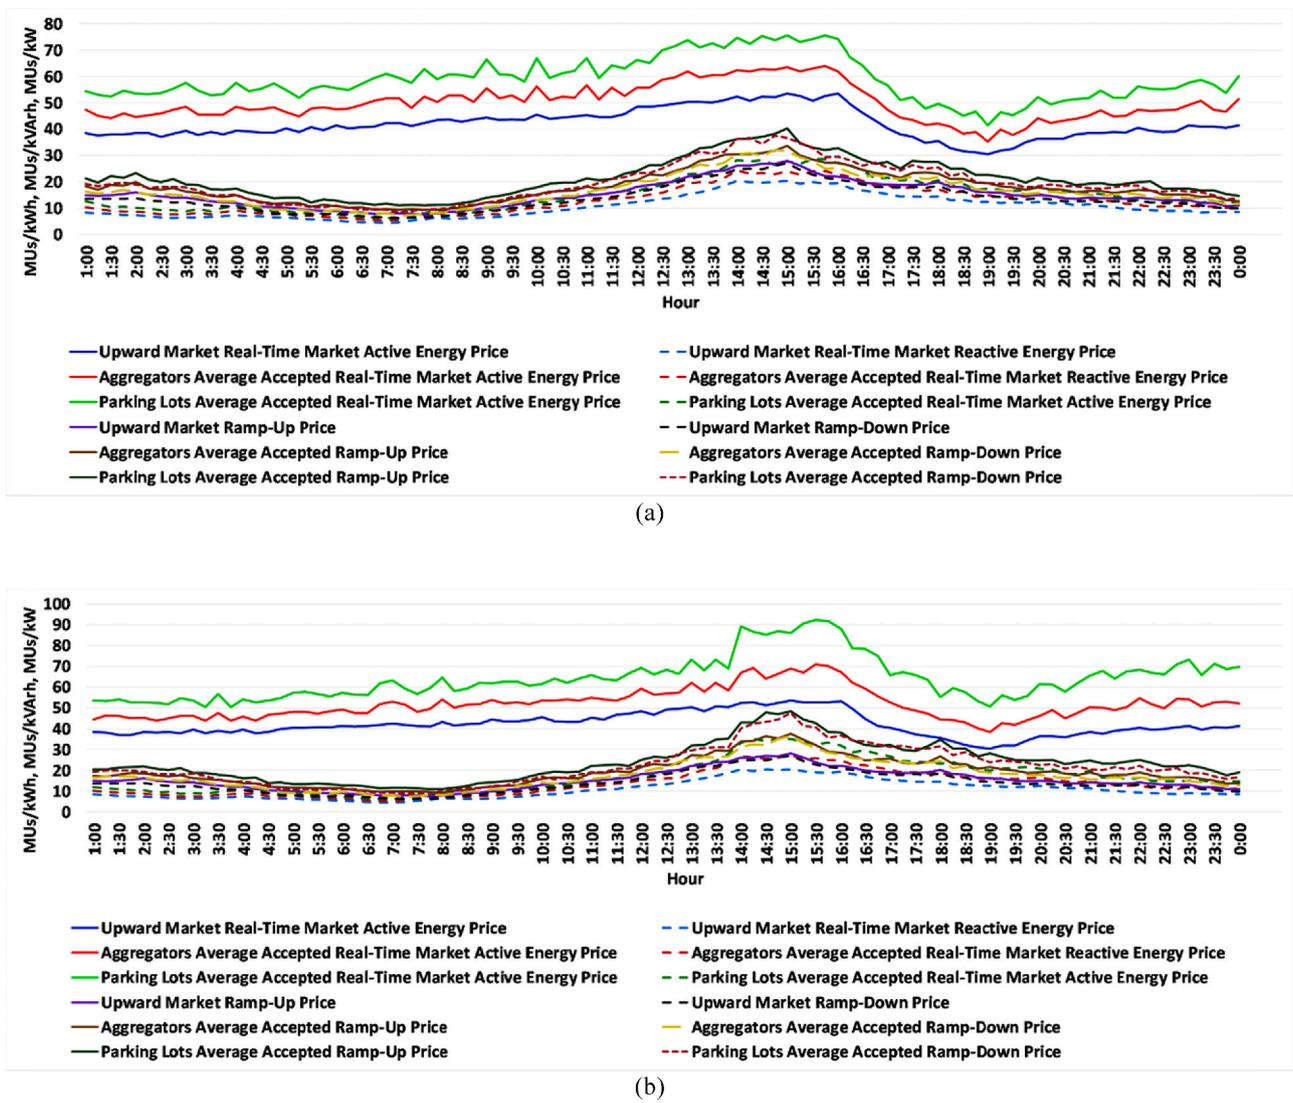 MUs/kWh, MUs/kVArh, MUs/kW
80
70
60
50
40
30
20
10
0
1:00 1:30 2:00 2:30 3:00 3:30 4:00 4:30 5:00 5:30 6:00 6:30 7:00 7:30 8:00 8:30 9:00 9:30 10:00 10:30 11:00 11:30 12:00 12:30 13:00 13:30 14:00 14:30 15:00 15:30 16:00 16:30 17:00 17:30 18:00 18:30 19:00 19:30 20:00 20:30 21:00 21:30 22:00 22:30 23:00 23:30 0:00
Hour
Upward Market Real-Time Market Active Energy Price
Upward Market Real-Time Market Reactive Energy Price
Aggregators Average Accepted Real-Time Market Active Energy Price
Aggregators Average Accepted Real-Time Market Reactive Energy Price
Parking Lots Average Accepted Real-Time Market Active Energy Price
Parking Lots Average Accepted Real-Time Market Active Energy Price
Upward Market Ramp-Up Price
Upward Market Ramp-Down Price
Aggregators Average Accepted Ramp-Up Price
Aggregators Average Accepted Ramp-Down Price
Parking Lots Average Accepted Ramp-Up Price
Parking Lots Average Accepted Ramp-Down Price
(a)
MUs/kWh, MUs/kVArh, MUs/kW
100
90
80
70
60
50
40
30
20
10
0
1:00 1:30 2:00 2:30 3:00 3:30 4:00 4:30 5:00 5:30 6:00 6:30 7:00 7:30 8:00 8:30 9:00 9:30 10:00 10:30 11:00 11:30 12:00 12:30 13:00 13:30 14:00 14:30 15:00 15:30 16:00 16:30 17:00 17:30 18:00 18:30 19:00 19:30 20:00 20:30 21:00 21:30 22:00 22:30 23:00 23:30 0:00
Hour
Upward Market Real-Time Market Active Energy Price
Upward Market Real-Time Market Reactive Energy Price
Aggregators Average Accepted Real-Time Market Active Energy Price
Aggregators Average Accepted Real-Time Market Reactive Energy Price
Parking Lots Average Accepted Real-Time Market Active Energy Price
Parking Lots Average Accepted Real-Time Market Active Energy Price
Upward Market Ramp-Up Price
Upward Market Ramp-Down Price
Aggregators Average Accepted Ramp-Up Price
Aggregators Average Accepted Ramp-Down Price
Parking Lots Average Accepted Ramp-Up Price
Parking Lots Average Accepted Ramp-Down Price
(b)